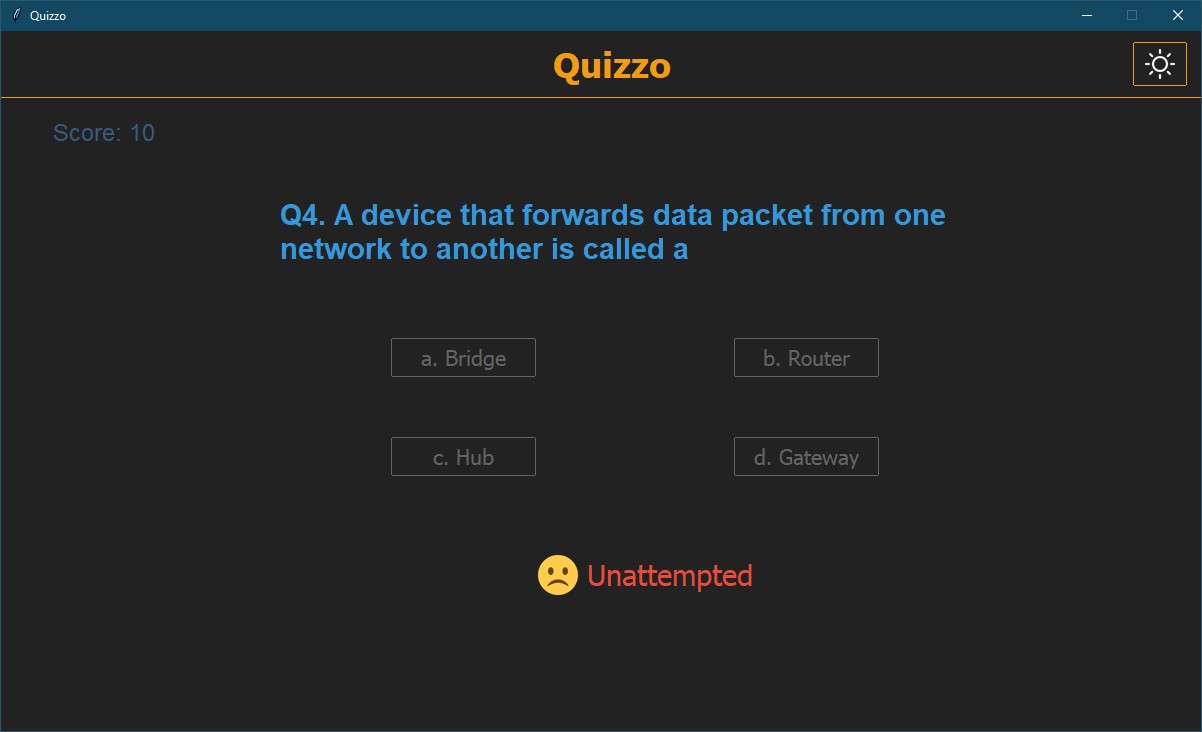 Quizzo
Quizzo
Score: 10
Q4. A device that forwards data packet from one
network to another is called a
a. Bridge
b. Router
c. Hub
d. Gateway
Unattempted